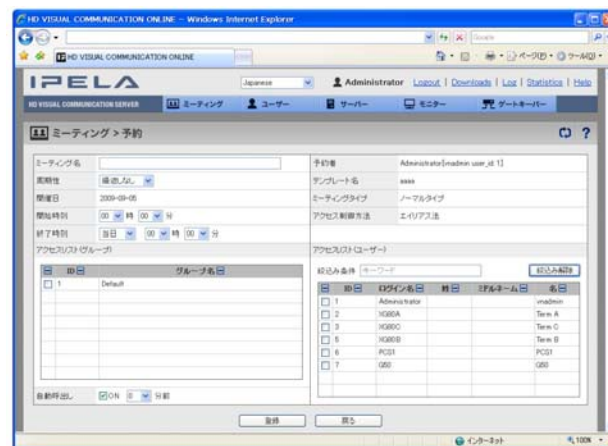 HD VISUAL COMMUNICATION ONLINE - Windows Internet Explorer
Google
HD VISUAL COMMUNICATION ONLINE
ページ(P) ツール(O)
IPELA
Japanese
Administrator Logout | Downloads | Log | Statistics | Help
HD VISUAL COMMUNICATION SERVER ミーティング ユーザー サーバー モニター ゲートキーパー
ミーティング > 予約
ミーティング名
予約者 Administrator[vnadmin user_id: 1]
周期性 繰返しなし
テンプレート名 aaaa
開催日 2009-09-05
ミーティングタイプ ノーマルタイプ
開始時刻 00 時 00 分
アクセス制御方法 エイリアス法
終了時刻 当日 00 時 00 分
アクセスリスト(グループ)
アクセスリスト(ユーザー)
絞込み条件 キーワード 絞込み解除
ID グループ名
1 Default
ID ログイン名 姓 ミドルネーム 名
1 Administrator vnadmin
2 XG80A Term A
3 XG80C Term C
5 XG80B Term B
6 PCS1 PCS1
7 G50 G50
自動呼出し ON 0 分前
登録 戻る
インターネット 100%